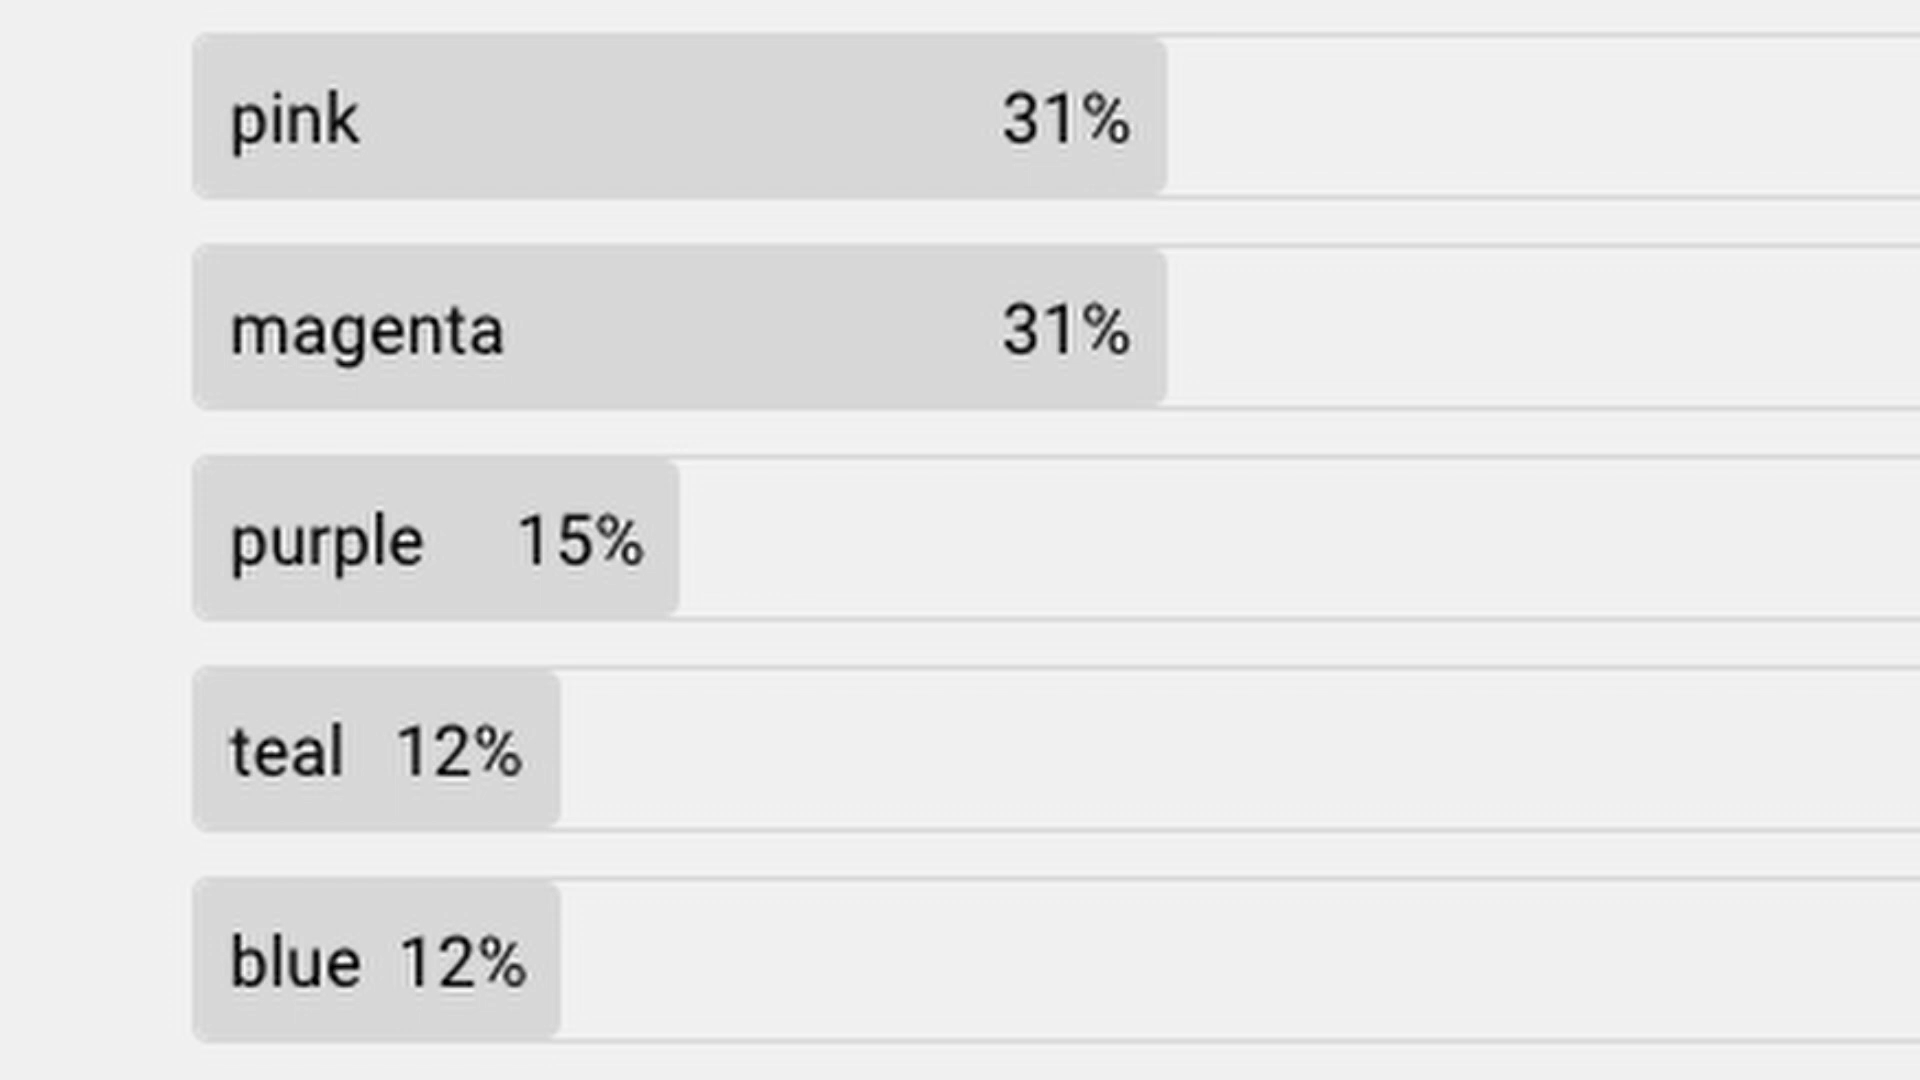 pink 31%
magenta 31%
purple 15%
teal 12%
blue 12%